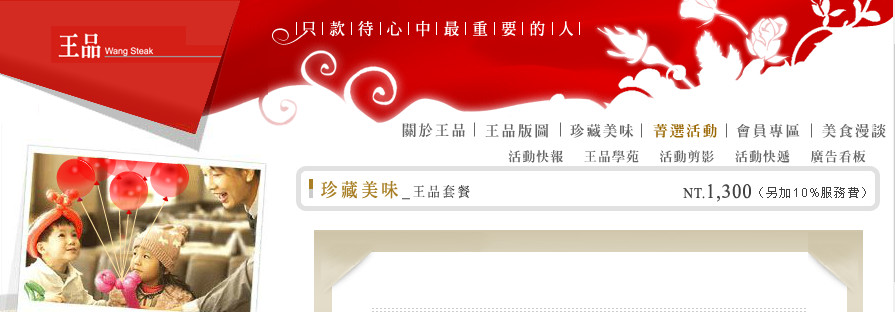 只款待心中最重要的人
王品 Wang Steak
關於王品 王品版圖 珍藏美味 菁選活動 會員專區 美食漫談
活動快報 王品學苑 活動剪影 活動快遞 廣告看板
珍藏美味_王品套餐 NT.1,300（另加10%服務費）